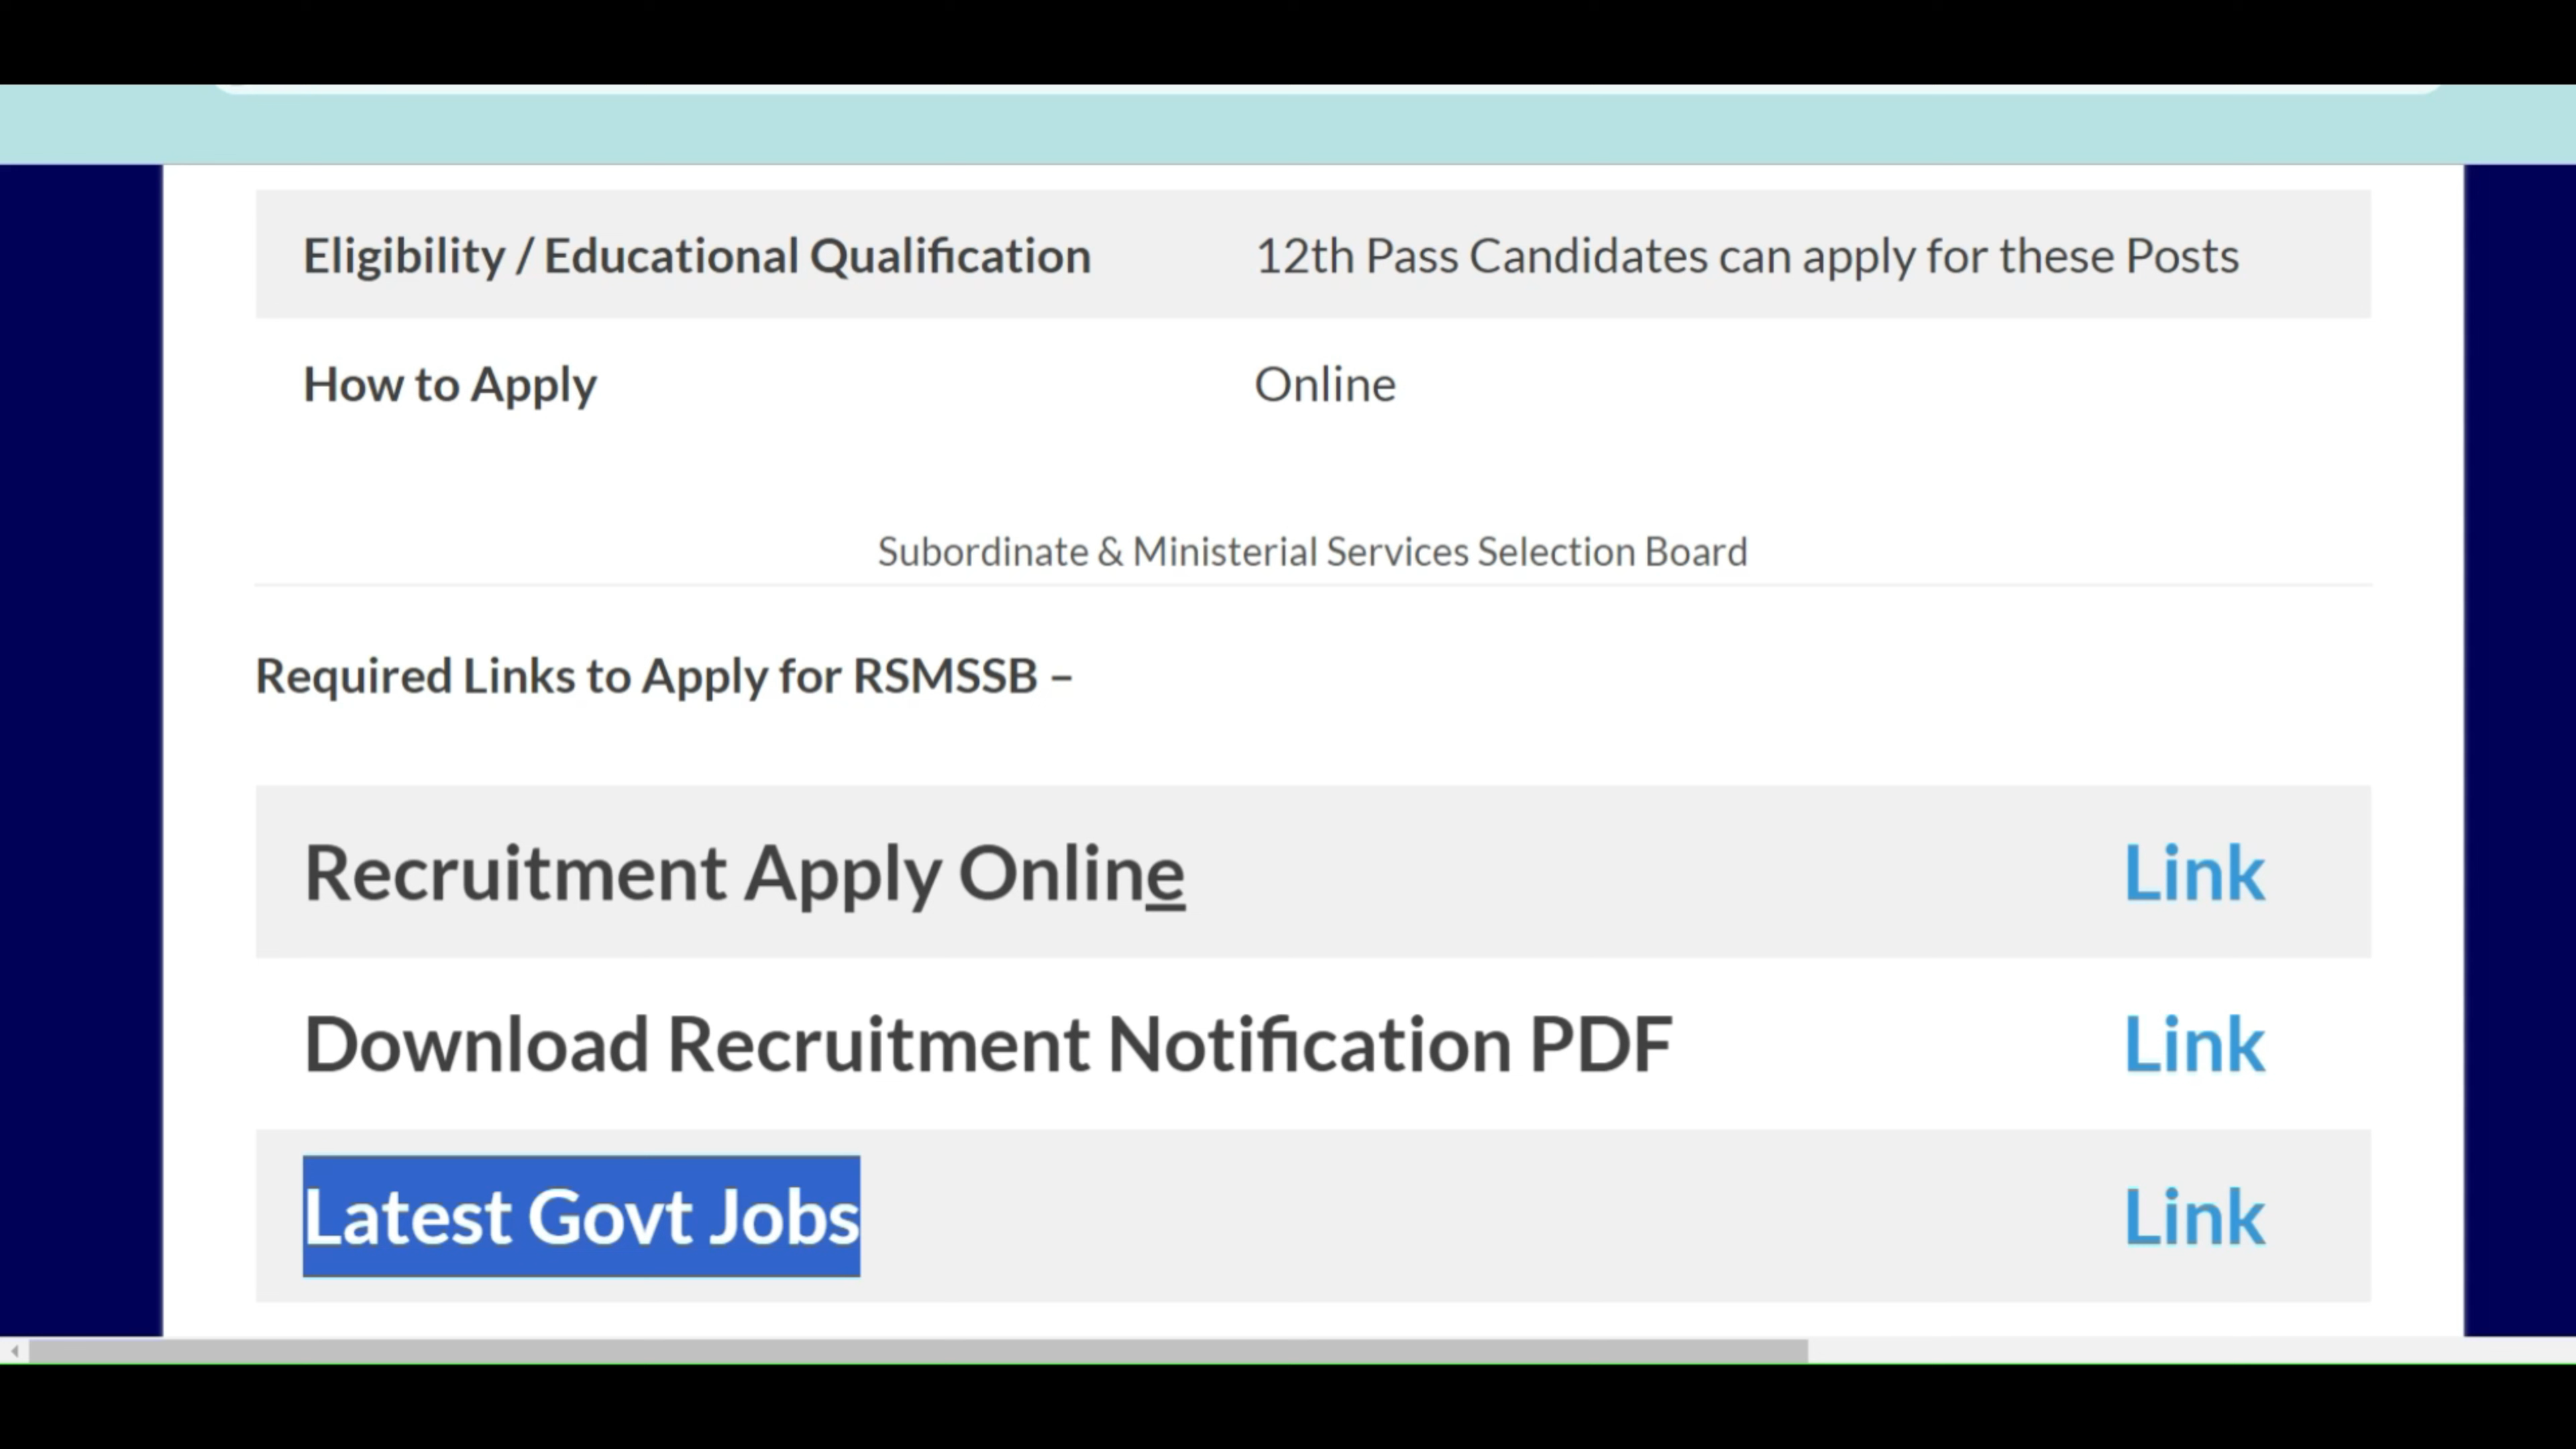 Eligibility / Educational Qualification 12th Pass Candidates can apply for these Posts
How to Apply Online
Subordinate & Ministerial Services Selection Board
Required Links to Apply for RSMSSB –
Recruitment Apply Online Link
Download Recruitment Notification PDF Link
Latest Govt Jobs Link